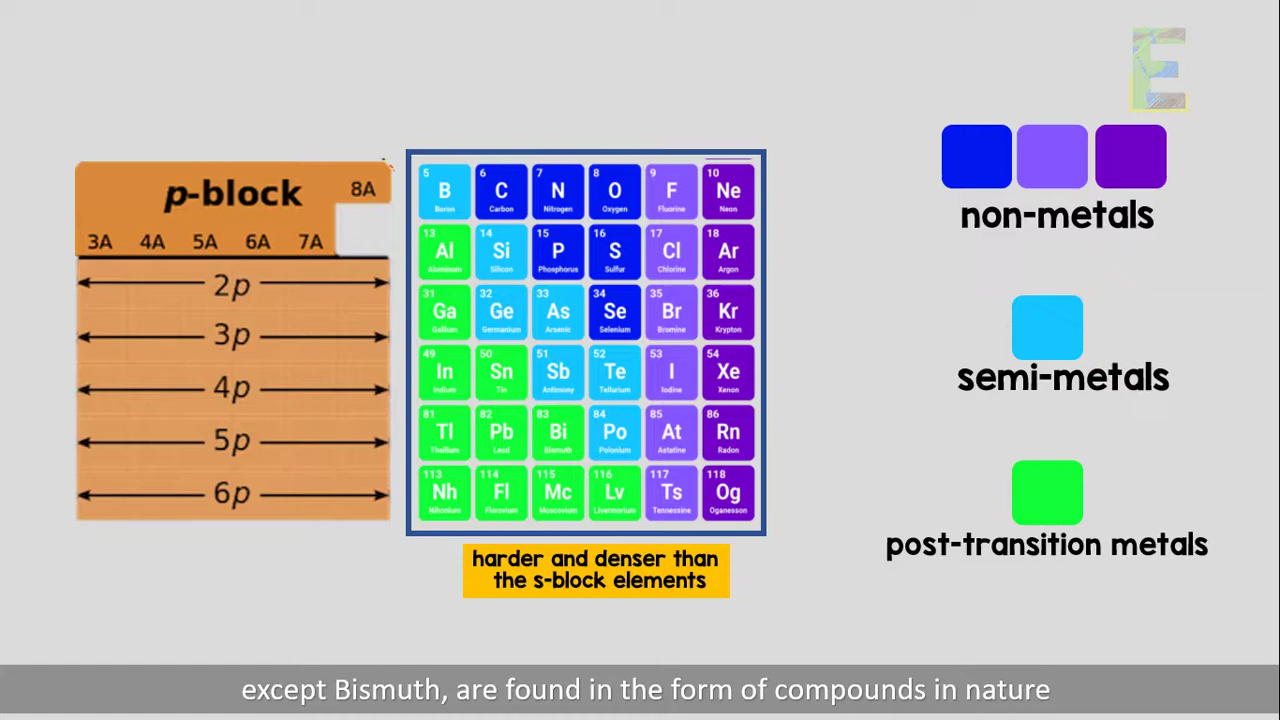 p-block
8A
3A 4A 5A 6A 7A
2p
3p
4p
5p
6p
5 6 7 8 9 10
B C N O F Ne
Boron Carbon Nitrogen Oxygen Fluorine Neon
13 14 15 16 17 18
Al Si P S Cl Ar
Aluminum Silicon Phosphorus Sulfur Chlorine Argon
31 32 33 34 35 36
Ga Ge As Se Br Kr
Gallium Germanium Arsenic Selenium Bromine Krypton
49 50 51 52 53 54
In Sn Sb Te I Xe
Indium Tin Antimony Tellurium Iodine Xenon
81 82 83 84 85 86
Tl Pb Bi Po At Rn
Thallium Lead Bismuth Polonium Astatine Radon
113 114 115 116 117 118
Nh Fl Mc Lv Ts Og
Nihonium Flerovium Moscovium Livermorium Tennessine Oganesson
harder and denser than
the s-block elements
E
non-metals
semi-metals
post-transition metals
except Bismuth, are found in the form of compounds in nature